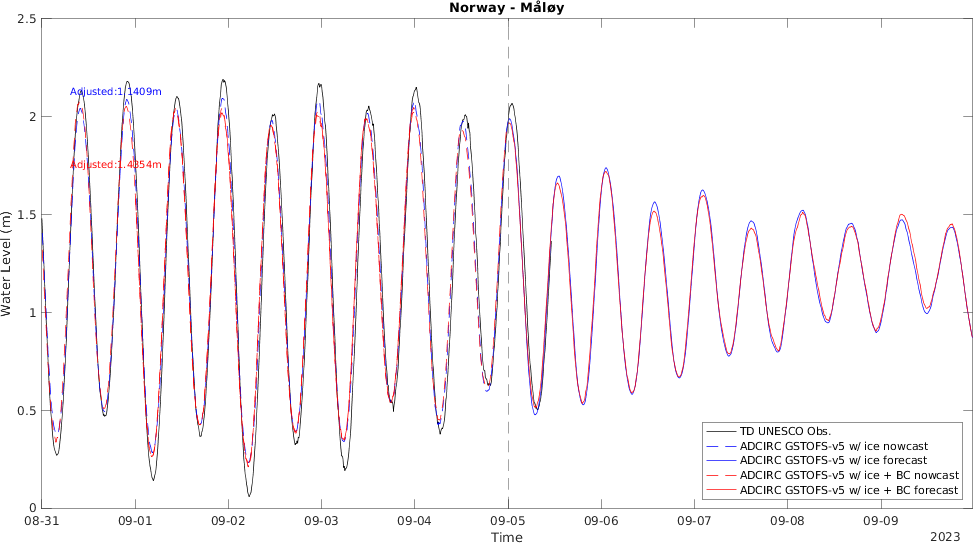 Norway - Måløy
2.5
2
1.5
1
0.5
0
Water Level (m)
Adjusted:1.1409m
Adjusted:1.4354m
TD UNESCO Obs.
ADCIRC GSTOFS-v5 w/ ice nowcast
ADCIRC GSTOFS-v5 w/ ice forecast
ADCIRC GSTOFS-v5 w/ ice + BC nowcast
ADCIRC GSTOFS-v5 w/ ice + BC forecast
08-31 09-01 09-02 09-03 09-04 09-05 09-06 09-07 09-08 09-09
Time
2023